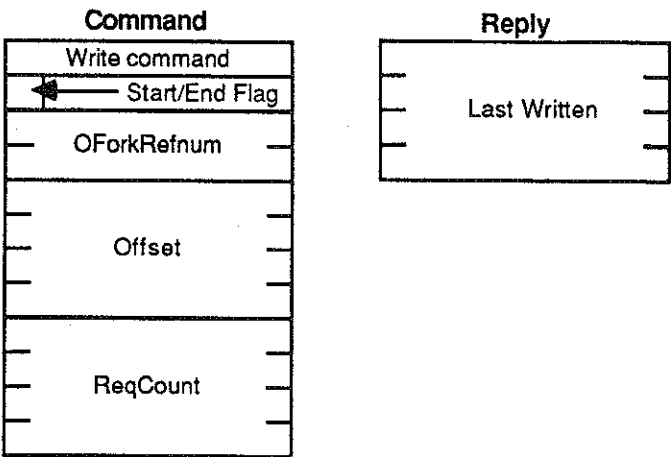 Command
Write command
Start/End Flag
OForkRefnum
Offset
ReqCount
Reply
Last Written